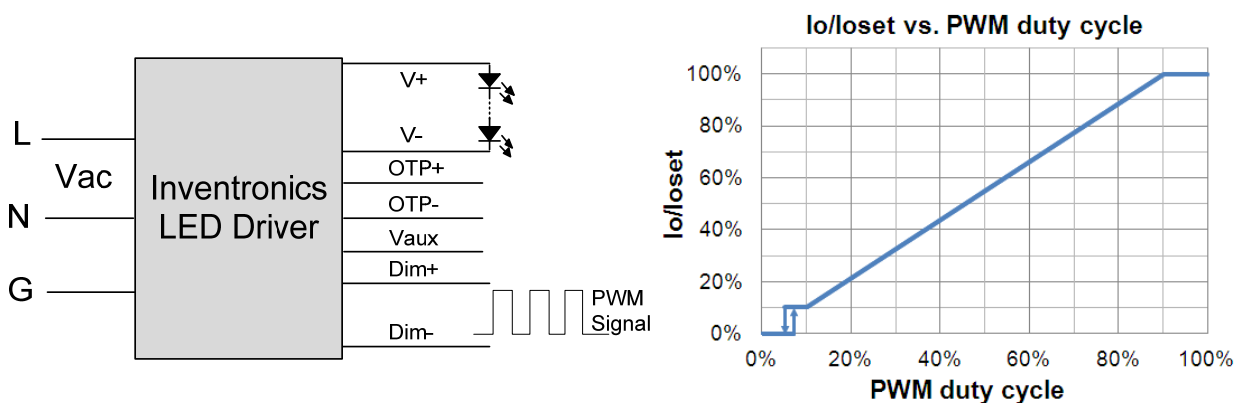 L
Vac
N
G
Inventronics
LED Driver
V+
V-
OTP+
OTP-
Vaux
Dim+
Dim-
PWM
Signal
Io/Ioset vs. PWM duty cycle
Io/Ioset
100%
80%
60%
40%
20%
0%
0% 20% 40% 60% 80% 100%
PWM duty cycle